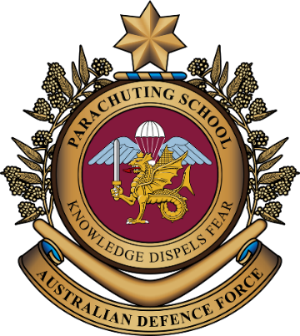 PARACHUTING SCHOOL
KNOWLEDGE DISPELS FEAR
AUSTRALIAN DEFENCE FORCE